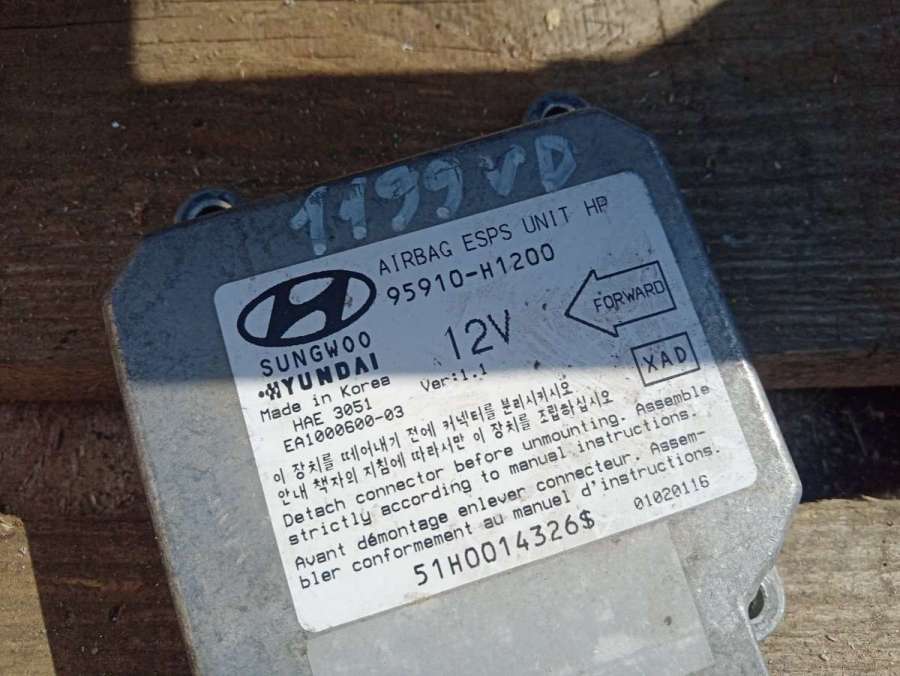 1199vD
AIRBAG ESPS UNIT HP
95910-H1200
FORWARD
SUNGWOO
HYUNDAI
12V
XAD
Made in Korea
Ver:1.1
HAE 3051
EA1000600-03
이 장치를 떼어내기 전에 커넥터를 분리시키시오
안내 책자의 지침에 따라서만 이 장치를 조립하십시오
Detach connector before unmounting. Assemble
strictly according to manual instructions.
Avant démontage enlever connecteur. Assem-
bler conformement au manuel d'instructions.
51H0014326$
01020116